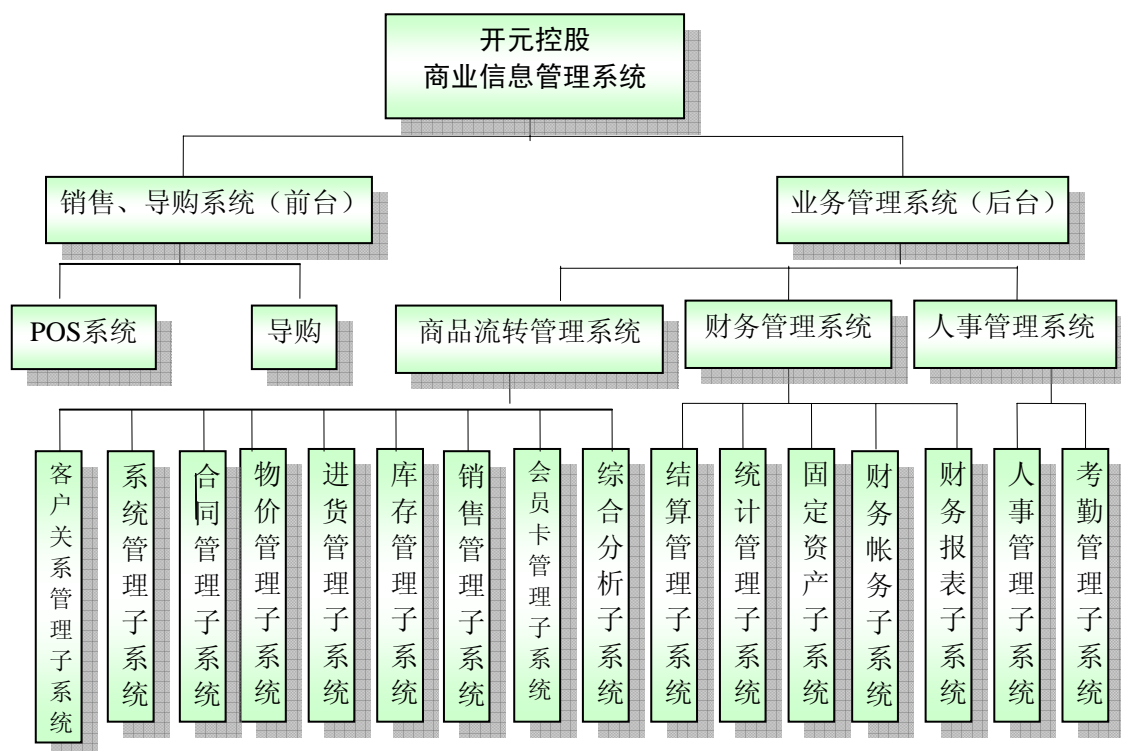 开元控股
商业信息管理系统
销售、导购系统（前台）
业务管理系统（后台）
POS系统
导购
商品流转管理系统
财务管理系统
人事管理系统
客户关系管理子系统
系统管理子系统
合同管理子系统
物价管理子系统
进货管理子系统
库存管理子系统
销售管理子系统
会员卡管理子系统
综合分析子系统
结算管理子系统
统计管理子系统
固定资产子系统
财务帐务子系统
财务报表子系统
人事管理子系统
考勤管理子系统